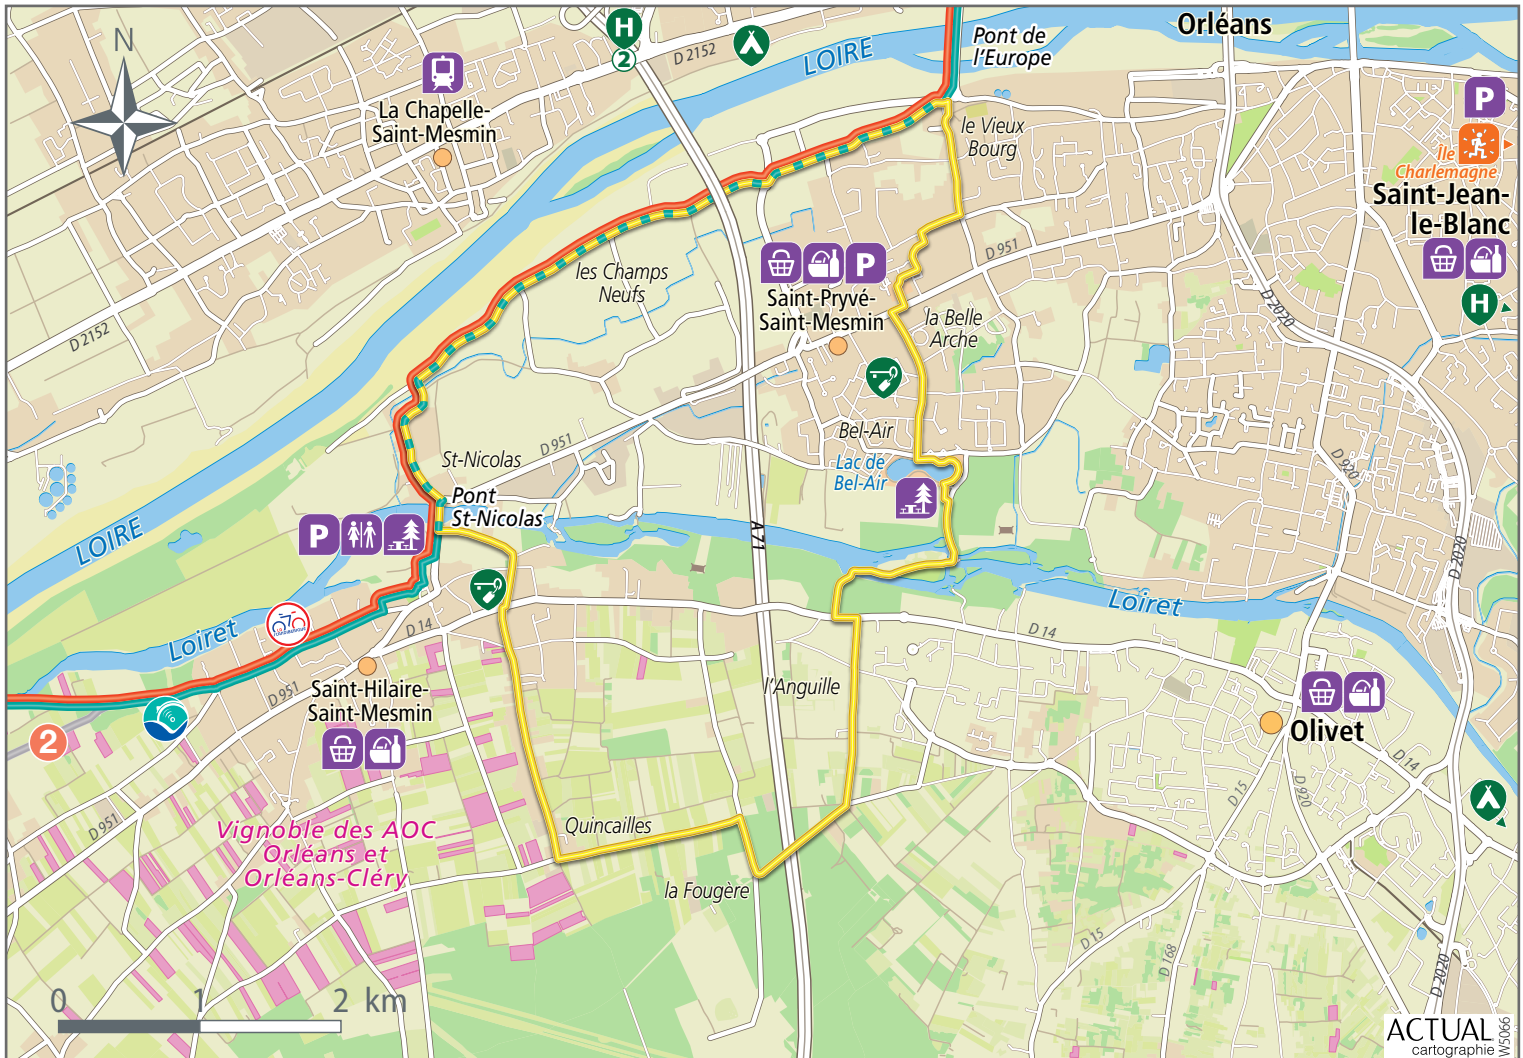 N
H
2
D 2152
LOIRE
Pont de
l'Europe
Orléans
La Chapelle-
Saint-Mesmin
le Vieux
Bourg
P
Île
Charlemagne
Saint-Jean-
le-Blanc
H
D 951
les Champs
Neufs
P
Saint-Pryvé-
Saint-Mesmin
la Belle
Arche
D 2020
D 2152
Bel-Air
Lac de
Bel-Air
St-Nicolas
D 951
D 920
Pont
St-Nicolas
LOIRE
P
A 71
D 2020
Loiret
Loiret
D 14
D 14
D 951
Saint-Hilaire-
Saint-Mesmin
l'Anguille
Olivet
2
D 14
D 15
D 920
D 951
Vignoble des AOC
Orléans et
Orléans-Cléry
Quincailles
la Fougère
D 15
D 168
D 2020
0 1 2 km
ACTUAL
cartographie
W5066